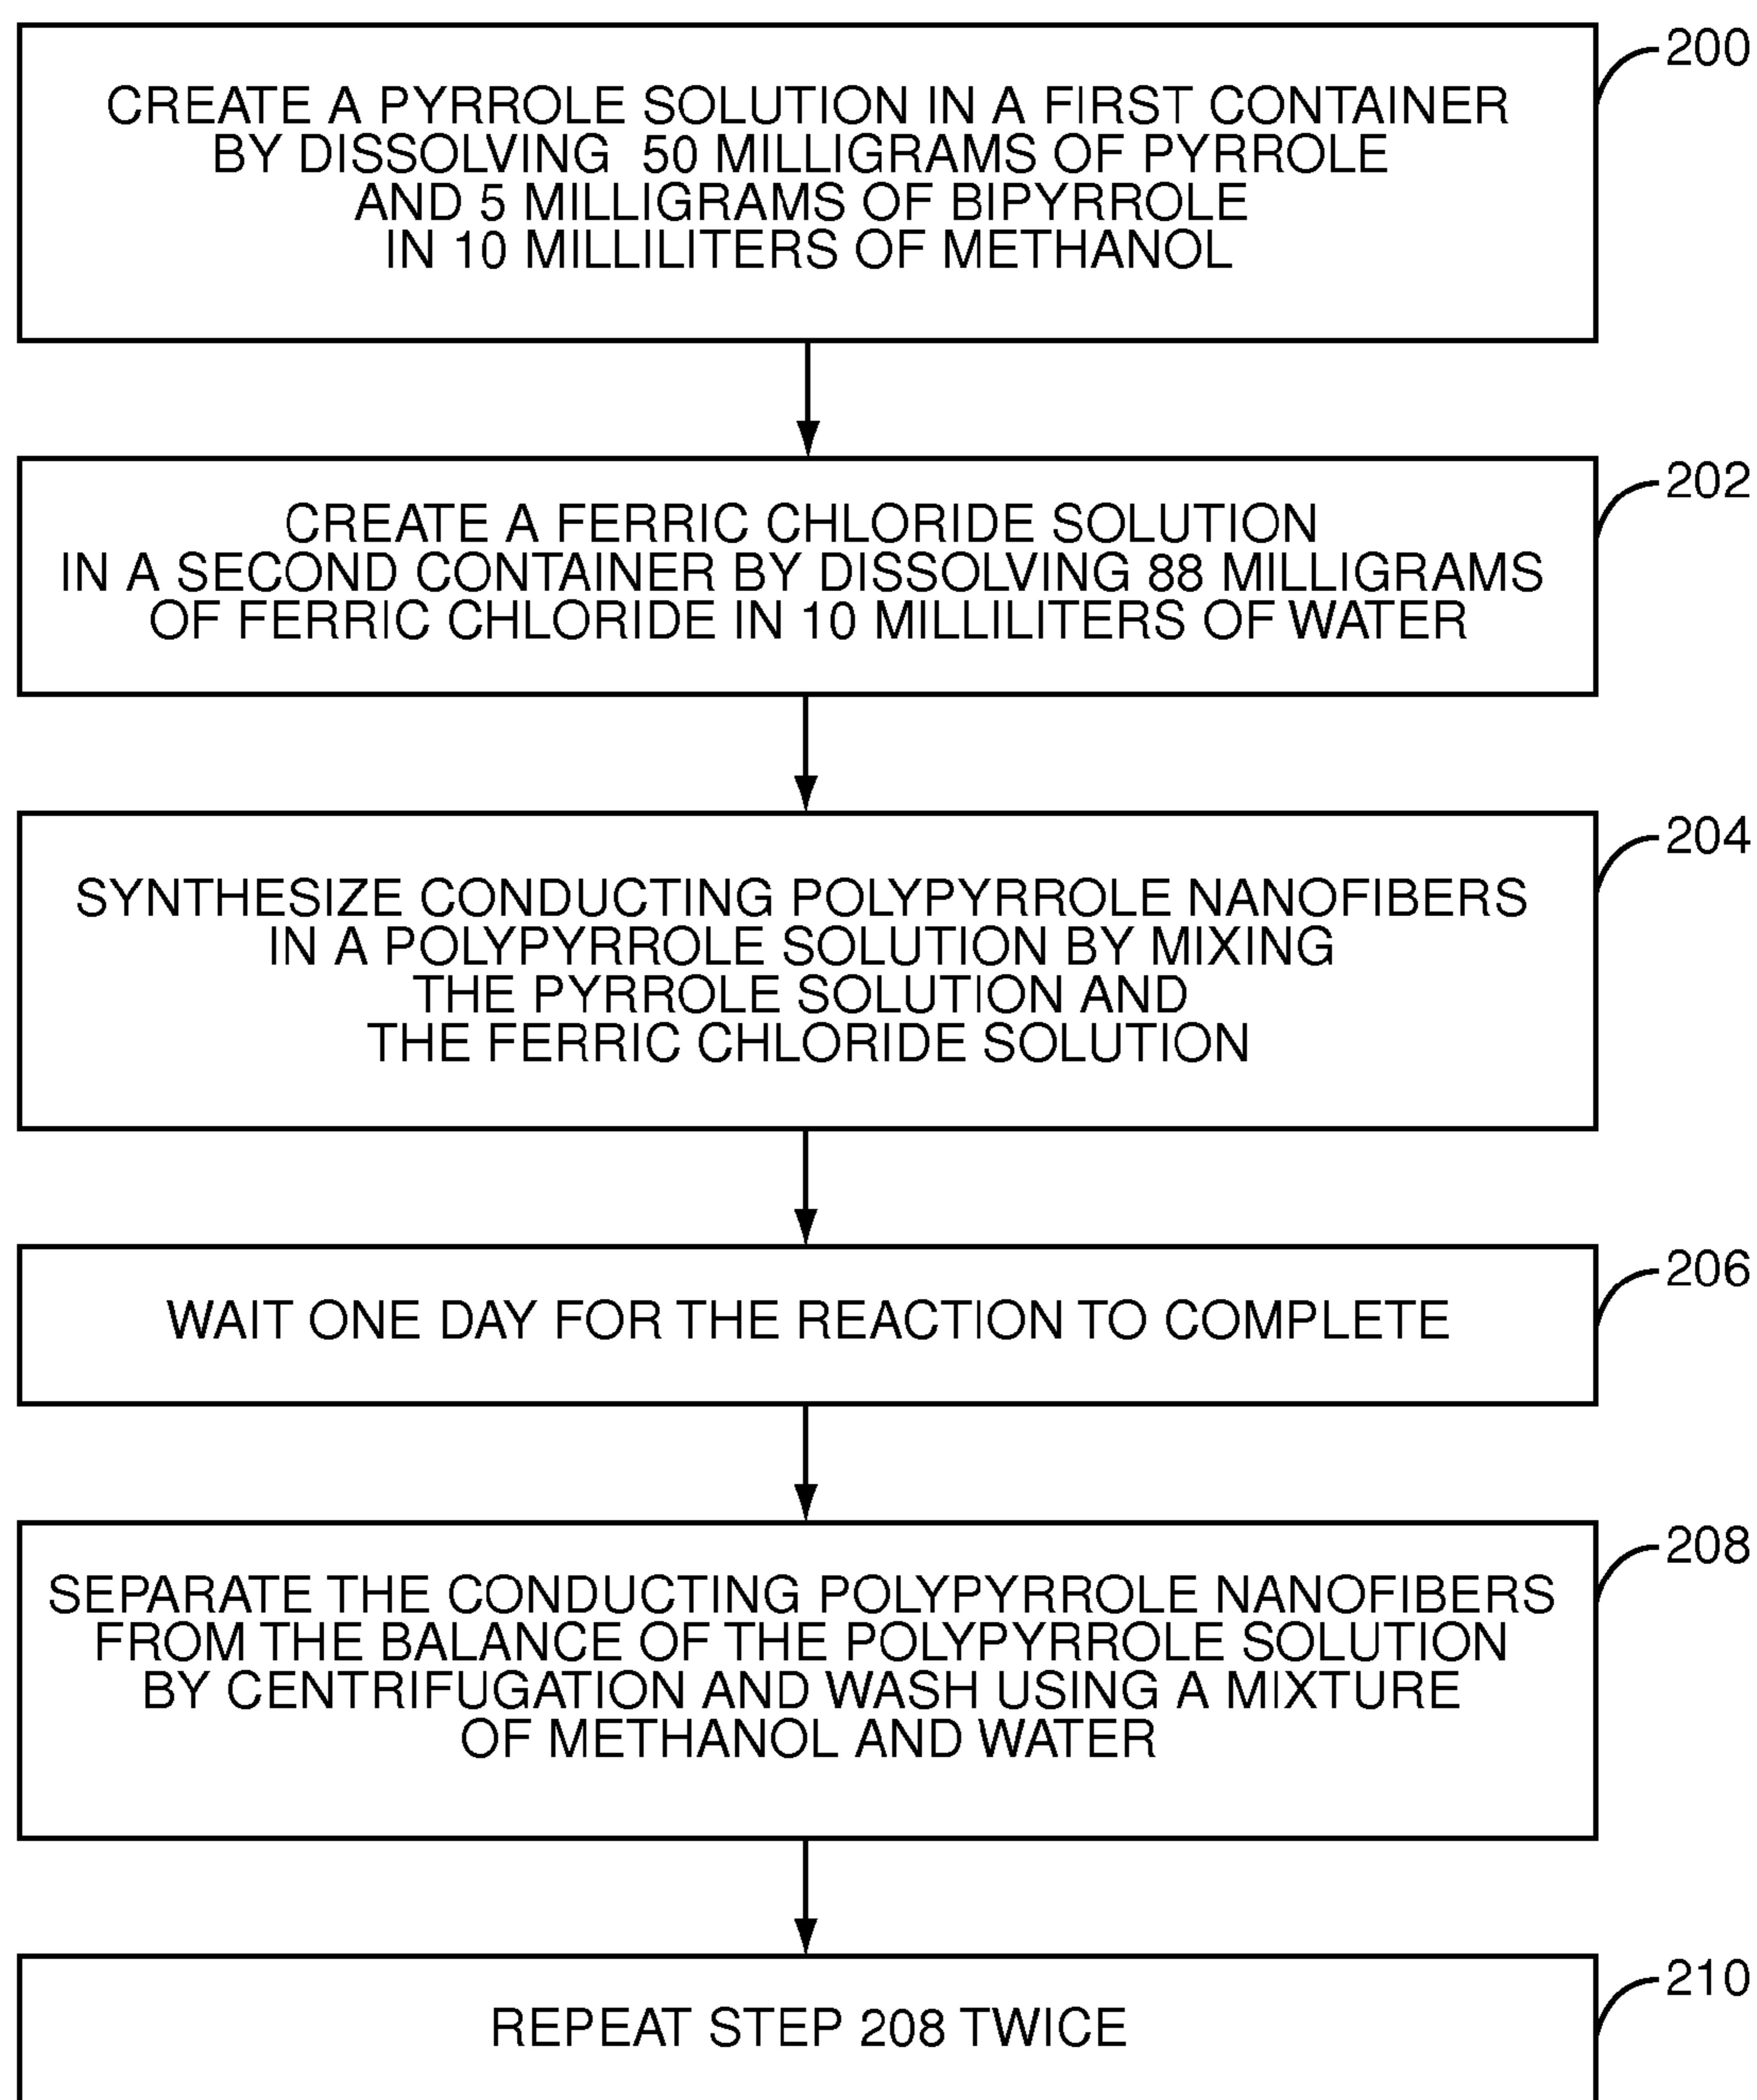 200
CREATE A PYRROLE SOLUTION IN A FIRST CONTAINER
BY DISSOLVING 50 MILLIGRAMS OF PYRROLE
AND 5 MILLIGRAMS OF BIPYRROLE
IN 10 MILLILITERS OF METHANOL
202
CREATE A FERRIC CHLORIDE SOLUTION
IN A SECOND CONTAINER BY DISSOLVING 88 MILLIGRAMS
OF FERRIC CHLORIDE IN 10 MILLILITERS OF WATER
204
SYNTHESIZE CONDUCTING POLYPYRROLE NANOFIBERS
IN A POLYPYRROLE SOLUTION BY MIXING
THE PYRROLE SOLUTION AND
THE FERRIC CHLORIDE SOLUTION
206
WAIT ONE DAY FOR THE REACTION TO COMPLETE
208
SEPARATE THE CONDUCTING POLYPYRROLE NANOFIBERS
FROM THE BALANCE OF THE POLYPYRROLE SOLUTION
BY CENTRIFUGATION AND WASH USING A MIXTURE
OF METHANOL AND WATER
210
REPEAT STEP 208 TWICE